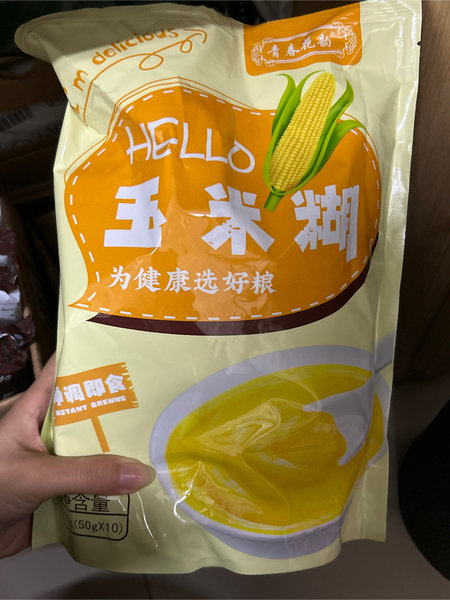 I'm delicious
青春花韵
HELLO
玉米糊
为健康选好粮
冲调即食
INSTANT BREWING
含量
(50gX10)